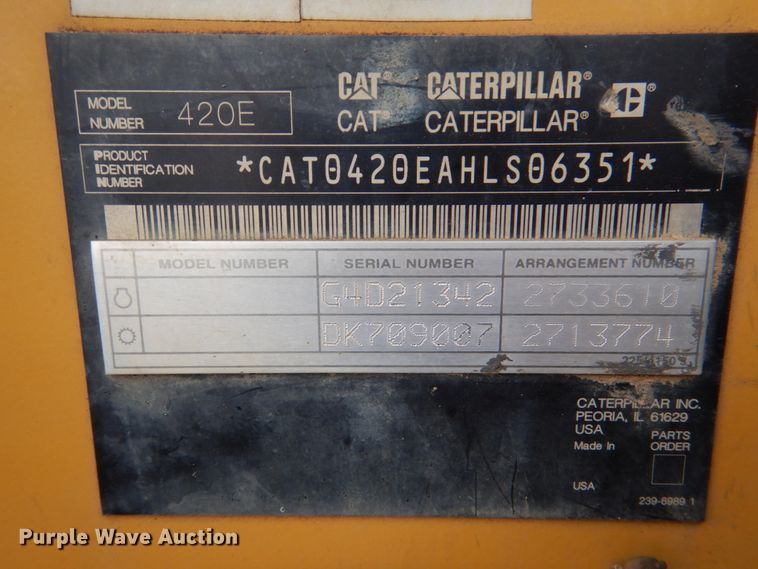 CAT® CATERPILLAR®
MODEL NUMBER 420E
CAT® CATERPILLAR® E®
PRODUCT IDENTIFICATION NUMBER *CAT0420EAHLS06351*
MODEL NUMBER SERIAL NUMBER ARRANGEMENT NUMBER
G4D21342 2733610
DK709007 2713774
CATERPILLAR INC.
PEORIA, IL 61629
USA
Made In
PARTS ORDER
USA
239-8989 1
Purple Wave Auction